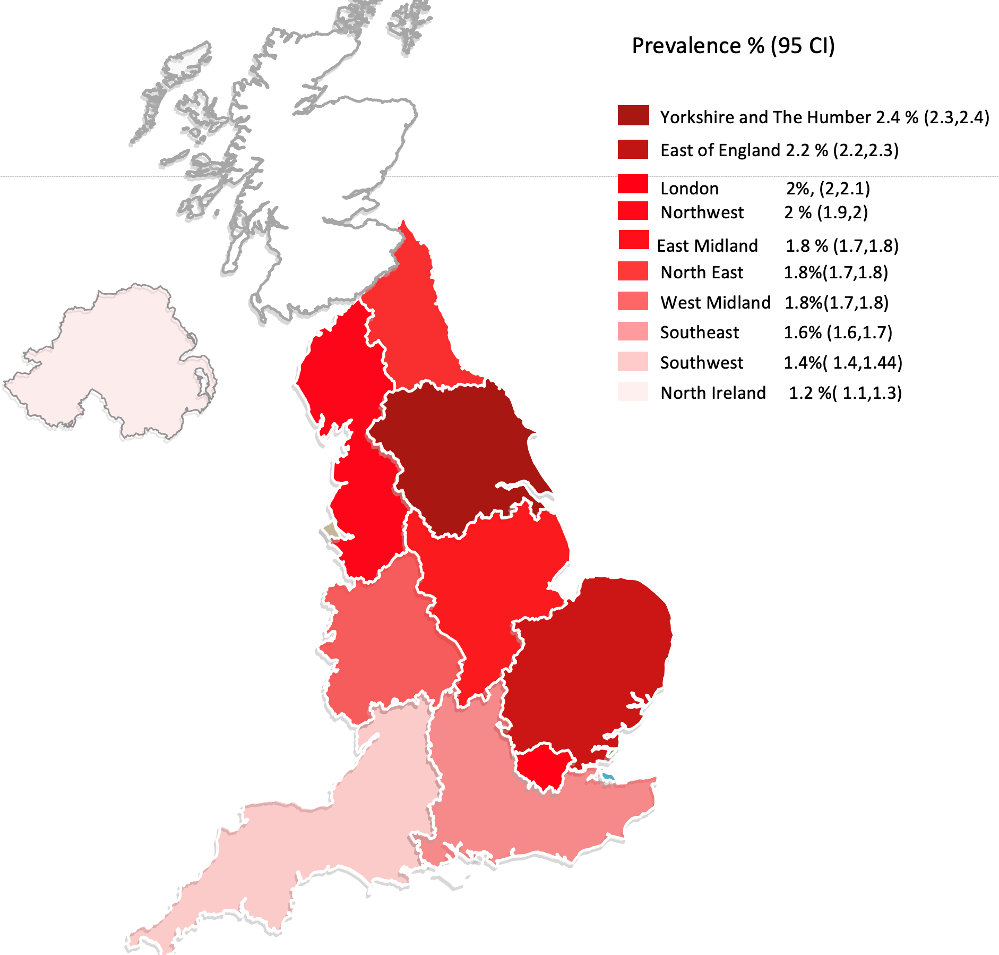 Prevalence % (95 CI)
Yorkshire and The Humber 2.4 % (2.3,2.4)
East of England 2.2 % (2.2,2.3)
London 2%, (2,2.1)
Northwest 2 % (1.9,2)
East Midland 1.8 % (1.7,1.8)
North East 1.8%(1.7,1.8)
West Midland 1.8%(1.7,1.8)
Southeast 1.6% (1.6,1.7)
Southwest 1.4%( 1.4,1.44)
North Ireland 1.2 %( 1.1,1.3)